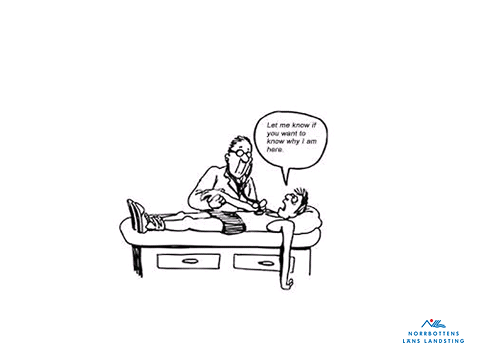 Let me know if
you want to
know why I am
here.
NORRBOTTENS
LÄNS LANDSTING